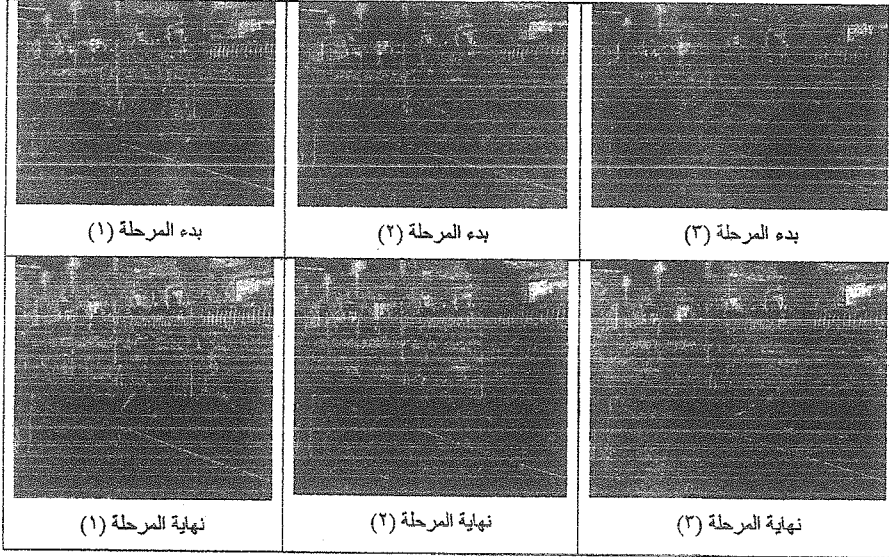 بدء المرحلة (١)
بدء المرحلة (٢)
بدء المرحلة (٣)
نهاية المرحلة (١)
نهاية المرحلة (٢)
نهاية المرحلة (٣)